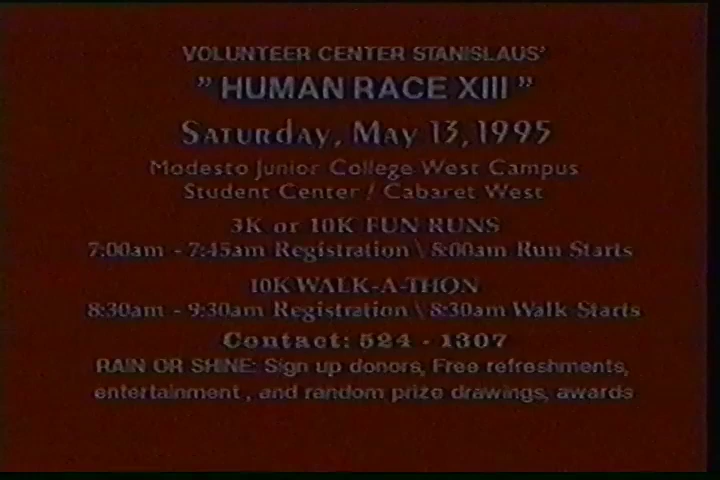 VOLUNTEER CENTER STANISLAUS'
" HUMAN RACE XIII "
Saturday, May 13, 1995
Modesto Junior College West Campus
Student Center / Cabaret West
3K or 10K FUN RUNS
7:00am - 7:45am Registration \ 8:00am Run Starts
10K WALK-A-THON
8:30am - 9:30am Registration \ 8:30am Walk Starts
Contact: 524 - 1307
RAIN OR SHINE: Sign up donors, Free refreshments,
entertainment , and random prize drawings, awards